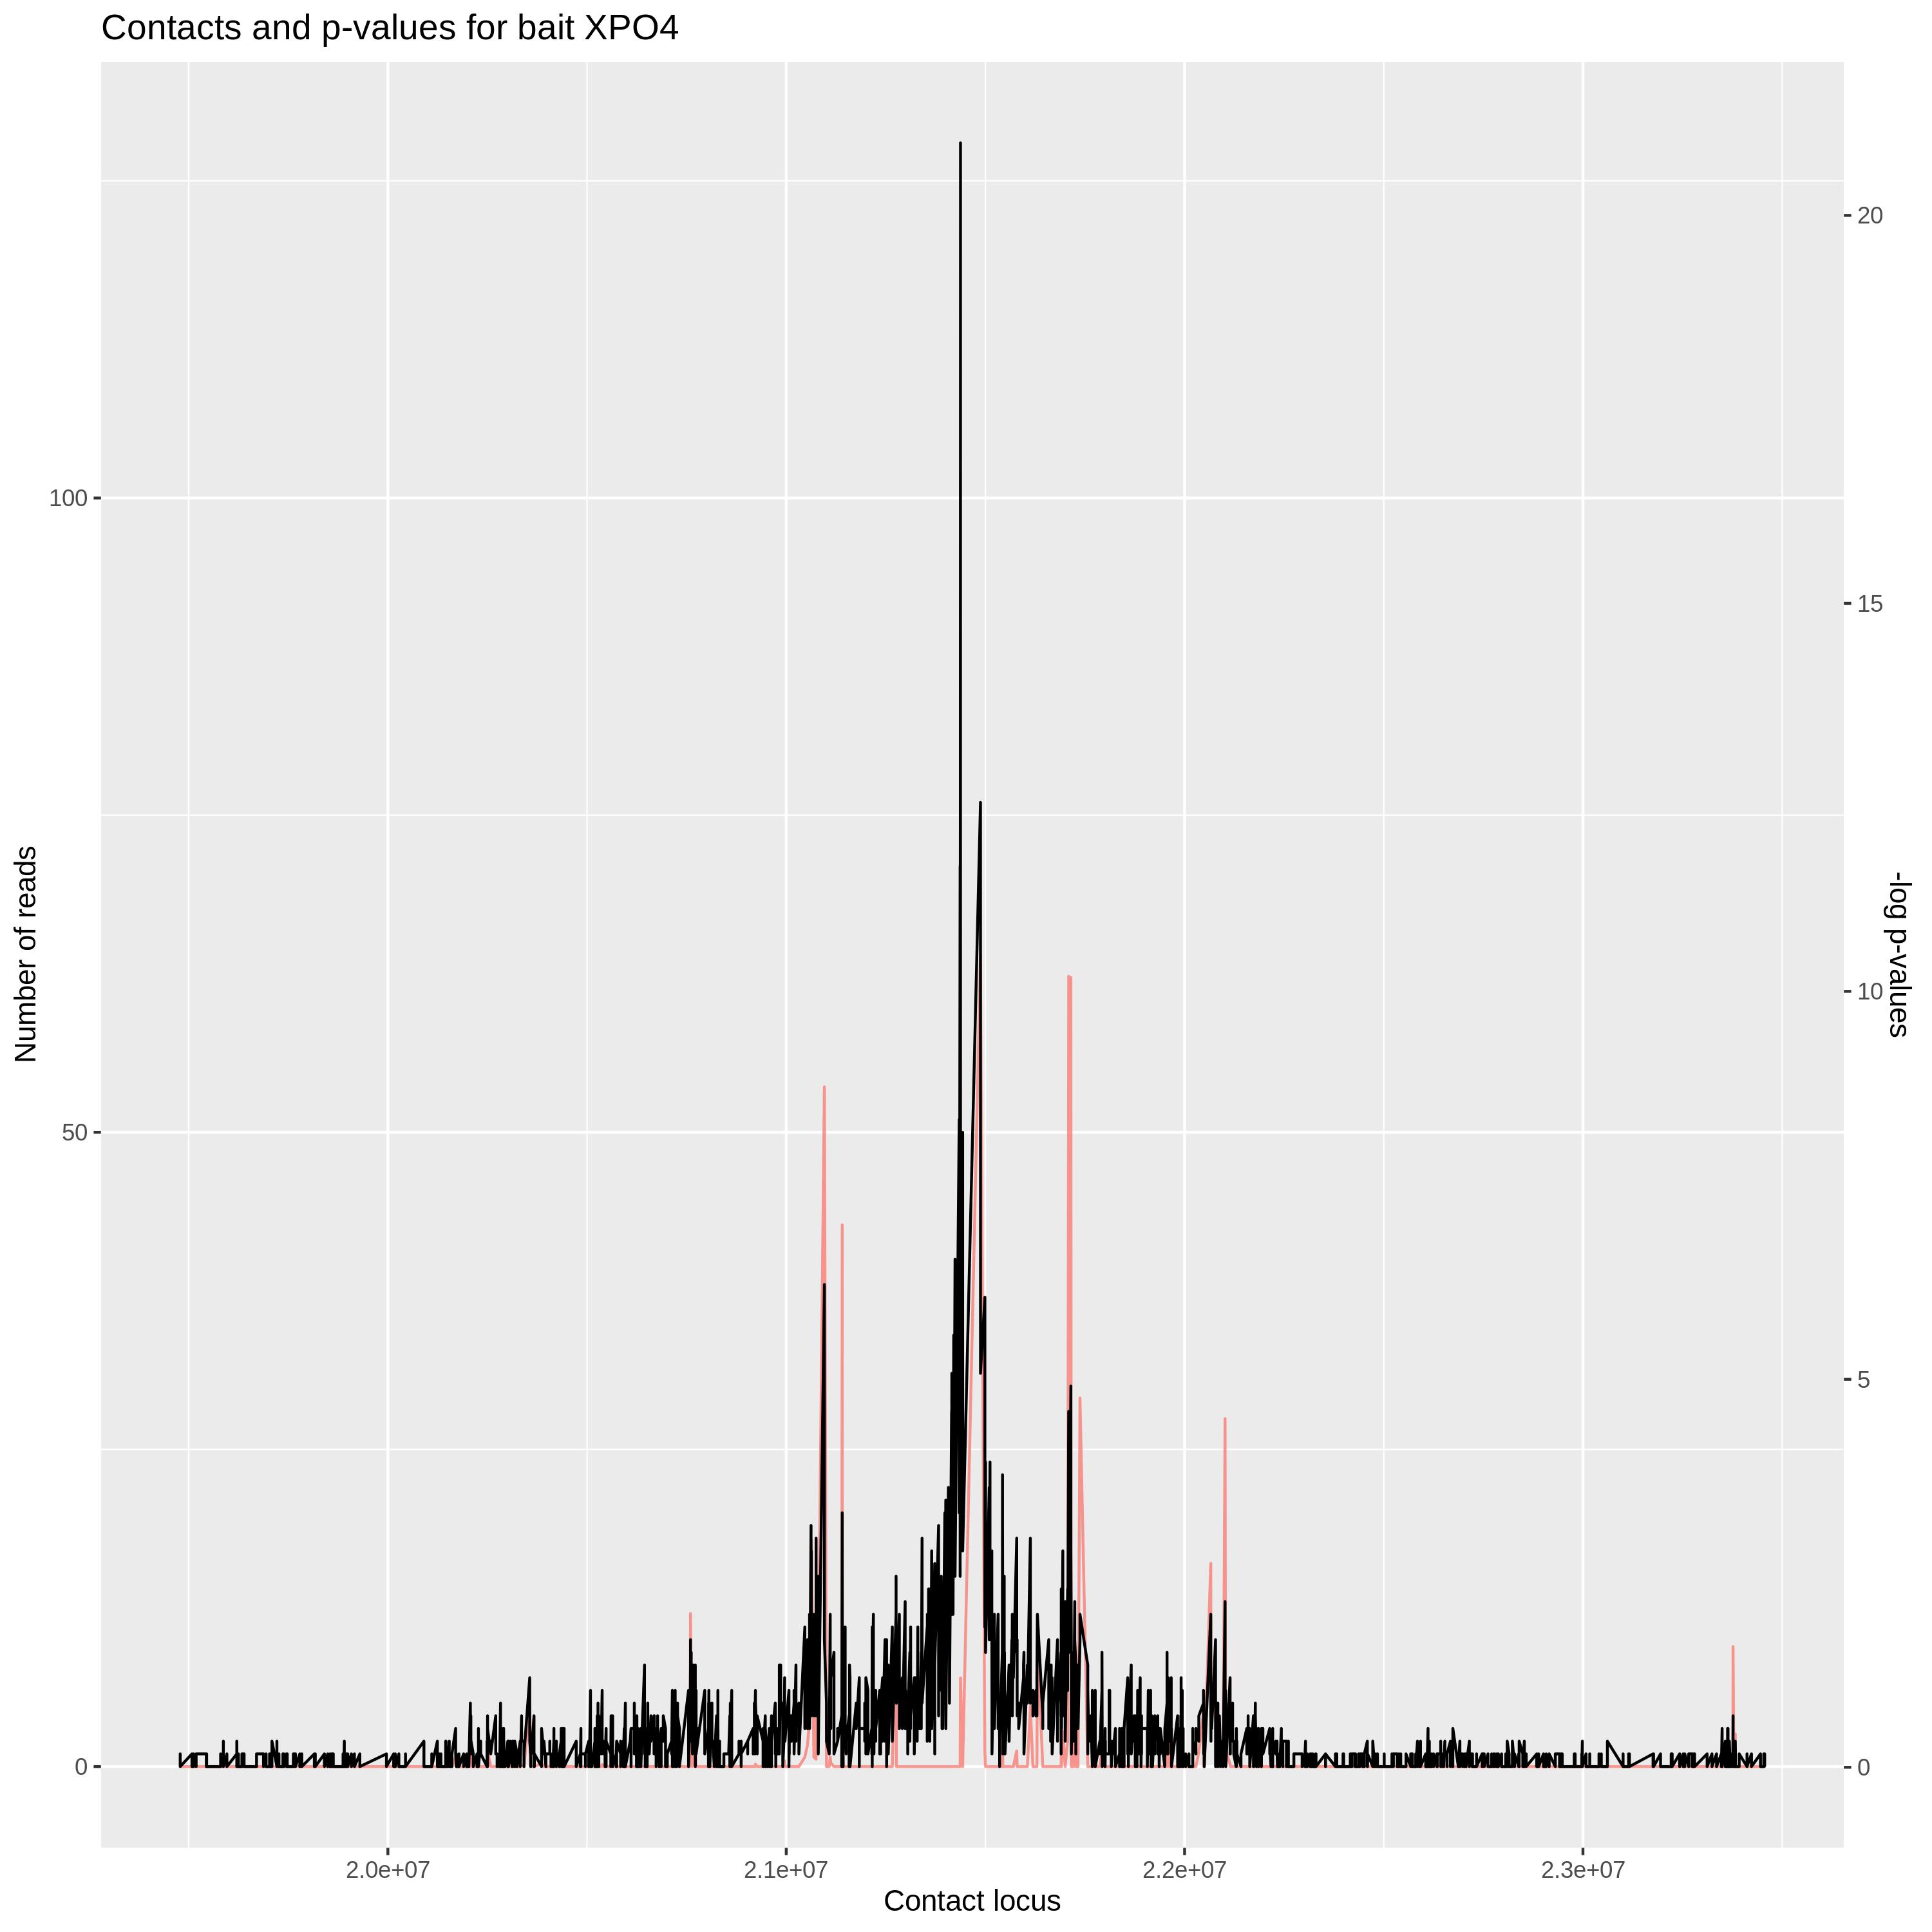 Contacts and p-values for bait XPO4
Number of reads
100
50
0
20
15
10
5
0
-log p-values
2.0e+07
2.1e+07
2.2e+07
2.3e+07
Contact locus